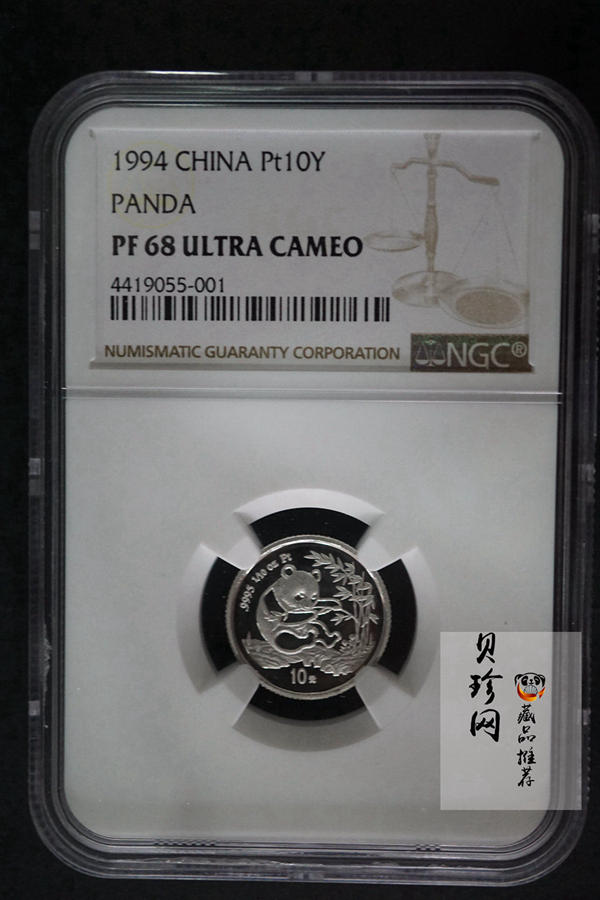 1994 CHINA Pt10Y
PANDA
PF 68 ULTRA CAMEO
4419055-001
NUMISMATIC GUARANTY CORPORATION
NGC®
.9995 1/10 oz Pt
10元
贝珍网
藏品推荐